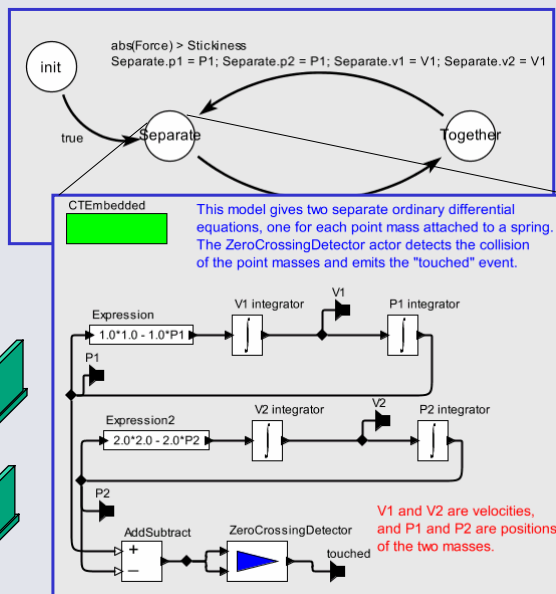 abs(Force) > Stickiness
Separate.p1 = P1; Separate.p2 = P1; Separate.v1 = V1; Separate.v2 = V1
init
true
Separate
Together
CTEmbedded
This model gives two separate ordinary differential
equations, one for each point mass attached to a spring.
The ZeroCrossingDetector actor detects the collision
of the point masses and emits the "touched" event.
V1 integrator
V1
P1 integrator
Expression
1.0*1.0 - 1.0*P1
∫
∫
P1
Expression2
V2 integrator
V2
P2 integrator
2.0*2.0 - 2.0*P2
∫
∫
P2
V1 and V2 are velocities,
and P1 and P2 are positions
of the two masses.
AddSubtract
ZeroCrossingDetector
touched
+
−